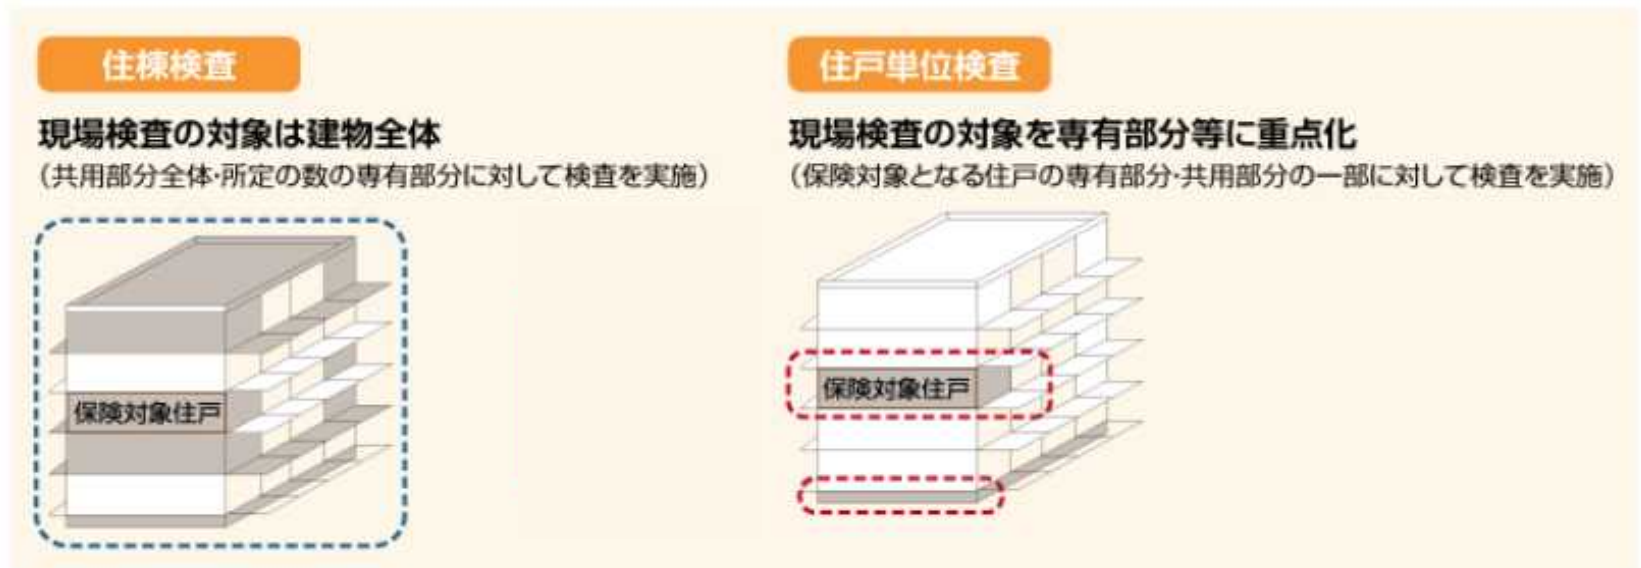 住棟検査
現場検査の対象は建物全体
（共用部分全体・所定の数の専有部分に対して検査を実施）
保険対象住戸
住戸単位検査
現場検査の対象を専有部分等に重点化
（保険対象となる住戸の専有部分・共用部分の一部に対して検査を実施）
保険対象住戸